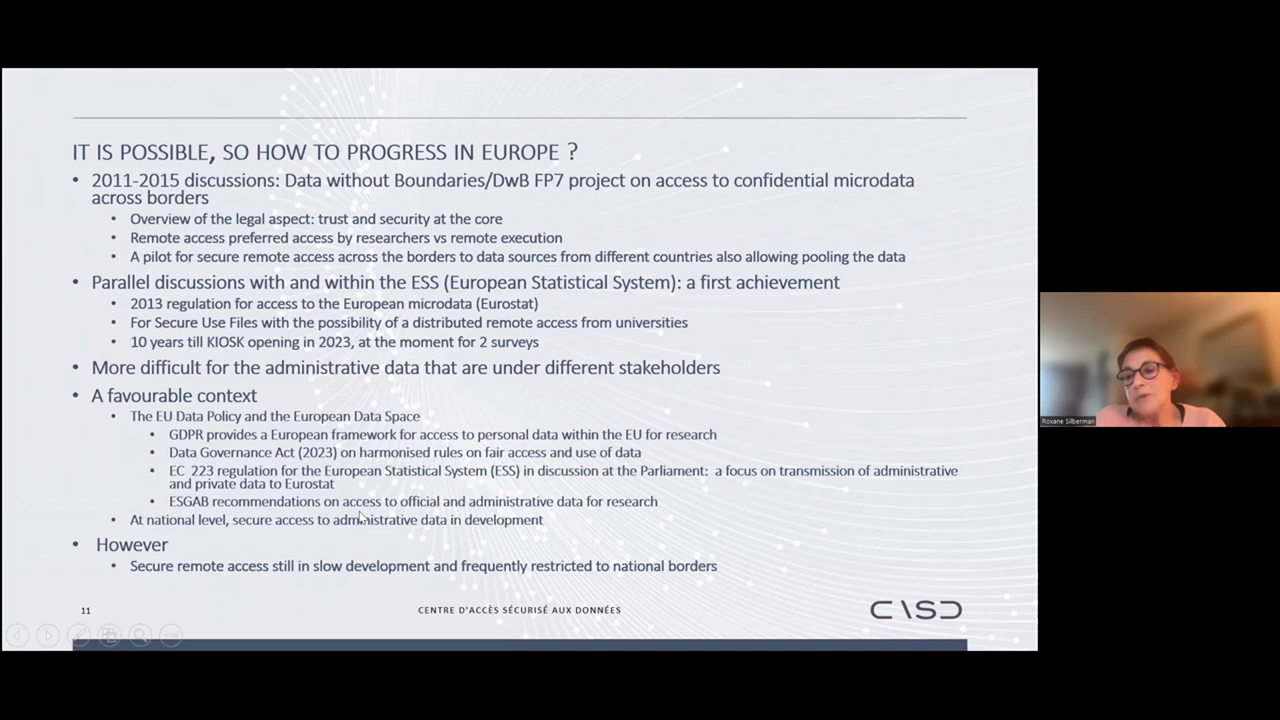 IT IS POSSIBLE, SO HOW TO PROGRESS IN EUROPE ?
• 2011-2015 discussions: Data without Boundaries/DwB FP7 project on access to confidential microdata
across borders
• Overview of the legal aspect: trust and security at the core
• Remote access preferred access by researchers vs remote execution
• A pilot for secure remote access across the borders to data sources from different countries also allowing pooling the data
• Parallel discussions with and within the ESS (European Statistical System): a first achievement
• 2013 regulation for access to the European microdata (Eurostat)
• For Secure Use Files with the possibility of a distributed remote access from universities
• 10 years till KIOSK opening in 2023, at the moment for 2 surveys
• More difficult for the administrative data that are under different stakeholders
• A favourable context
• The EU Data Policy and the European Data Space
• GDPR provides a European framework for access to personal data within the EU for research
• Data Governance Act (2023) on harmonised rules on fair access and use of data
• EC_223 regulation for the European Statistical System (ESS) in discussion at the Parliament: a focus on transmission of administrative
and private data to Eurostat
• ESGAB recommendations on access to official and administrative data for research
• At national level, secure access to administrative data in development
• However
• Secure remote access still in slow development and frequently restricted to national borders
11
CENTRE D'ACCÈS SÉCURISÉ AUX DONNÉES
CASD
Roxane Silberman